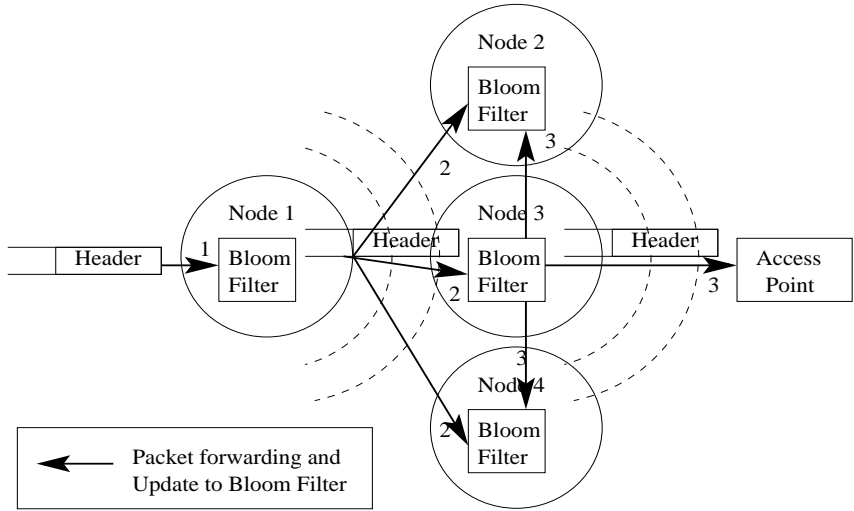 Node 2
Bloom
Filter
3
2
Node 1
Node 3
Header
Header
Header
1
Bloom
Filter
Bloom
Filter
2
3
Access
Point
3
Node 4
2
Bloom
Filter
Packet forwarding and
Update to Bloom Filter